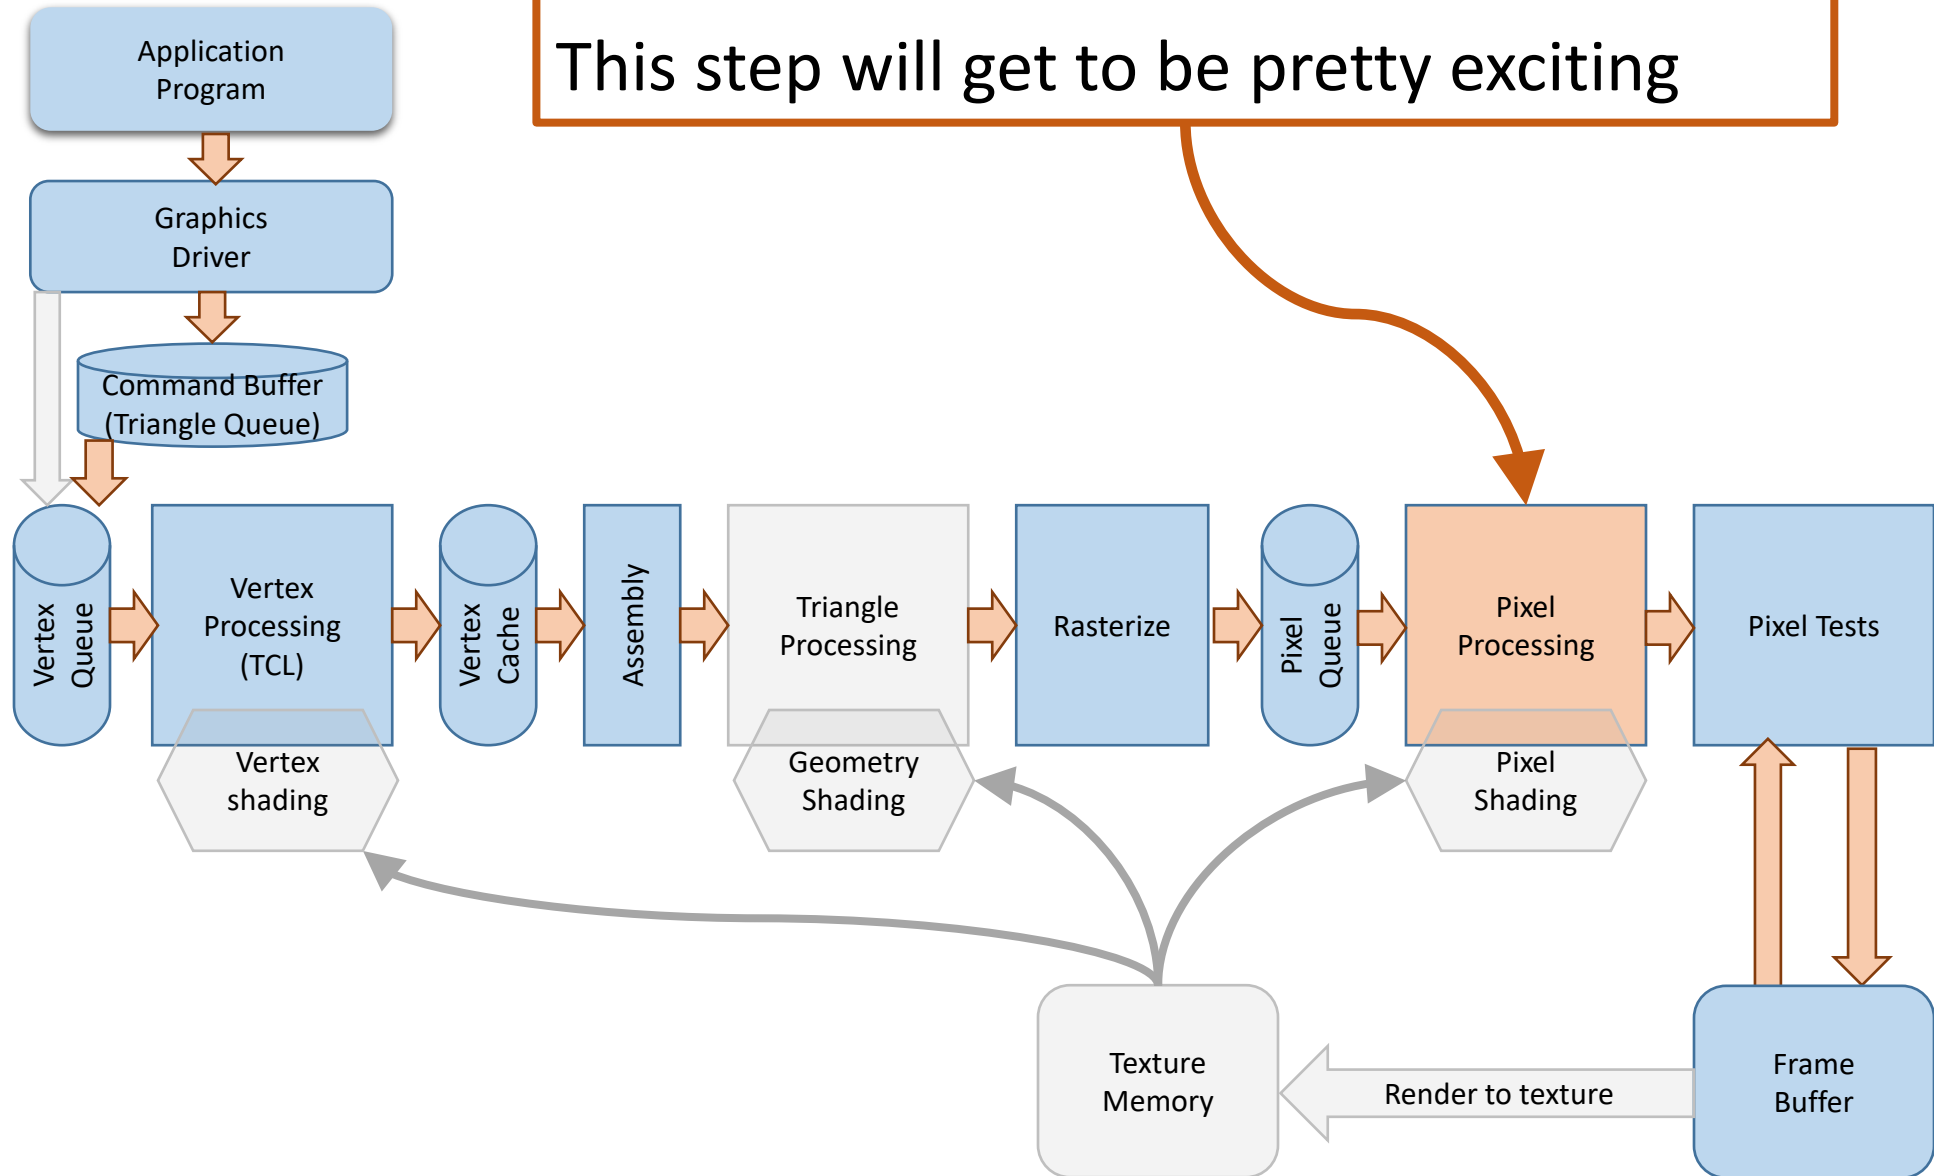 This step will get to be pretty exciting
Application
Program
Graphics
Driver
Command Buffer
(Triangle Queue)
Vertex
Queue
Vertex
Processing
(TCL)
Vertex
Cache
Assembly
Triangle
Processing
Rasterize
Pixel
Queue
Pixel
Processing
Pixel Tests
Vertex
shading
Geometry
Shading
Pixel
Shading
Texture
Memory
Render to texture
Frame
Buffer